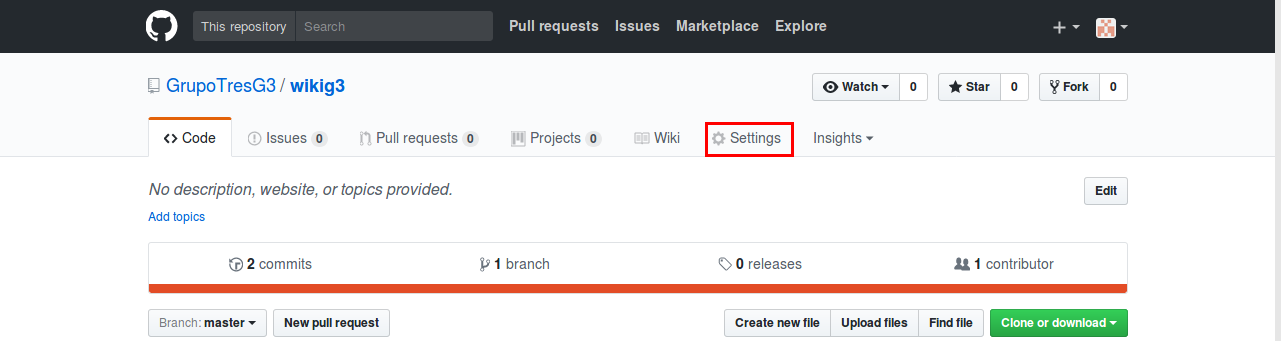 This repository Search Pull requests Issues Marketplace Explore
GrupoTresG3 / wikig3 Watch 0 Star 0 Fork 0
Code Issues 0 Pull requests 0 Projects 0 Wiki Settings Insights
No description, website, or topics provided. Edit
Add topics
2 commits 1 branch 0 releases 1 contributor
Branch: master New pull request Create new file Upload files Find file Clone or download